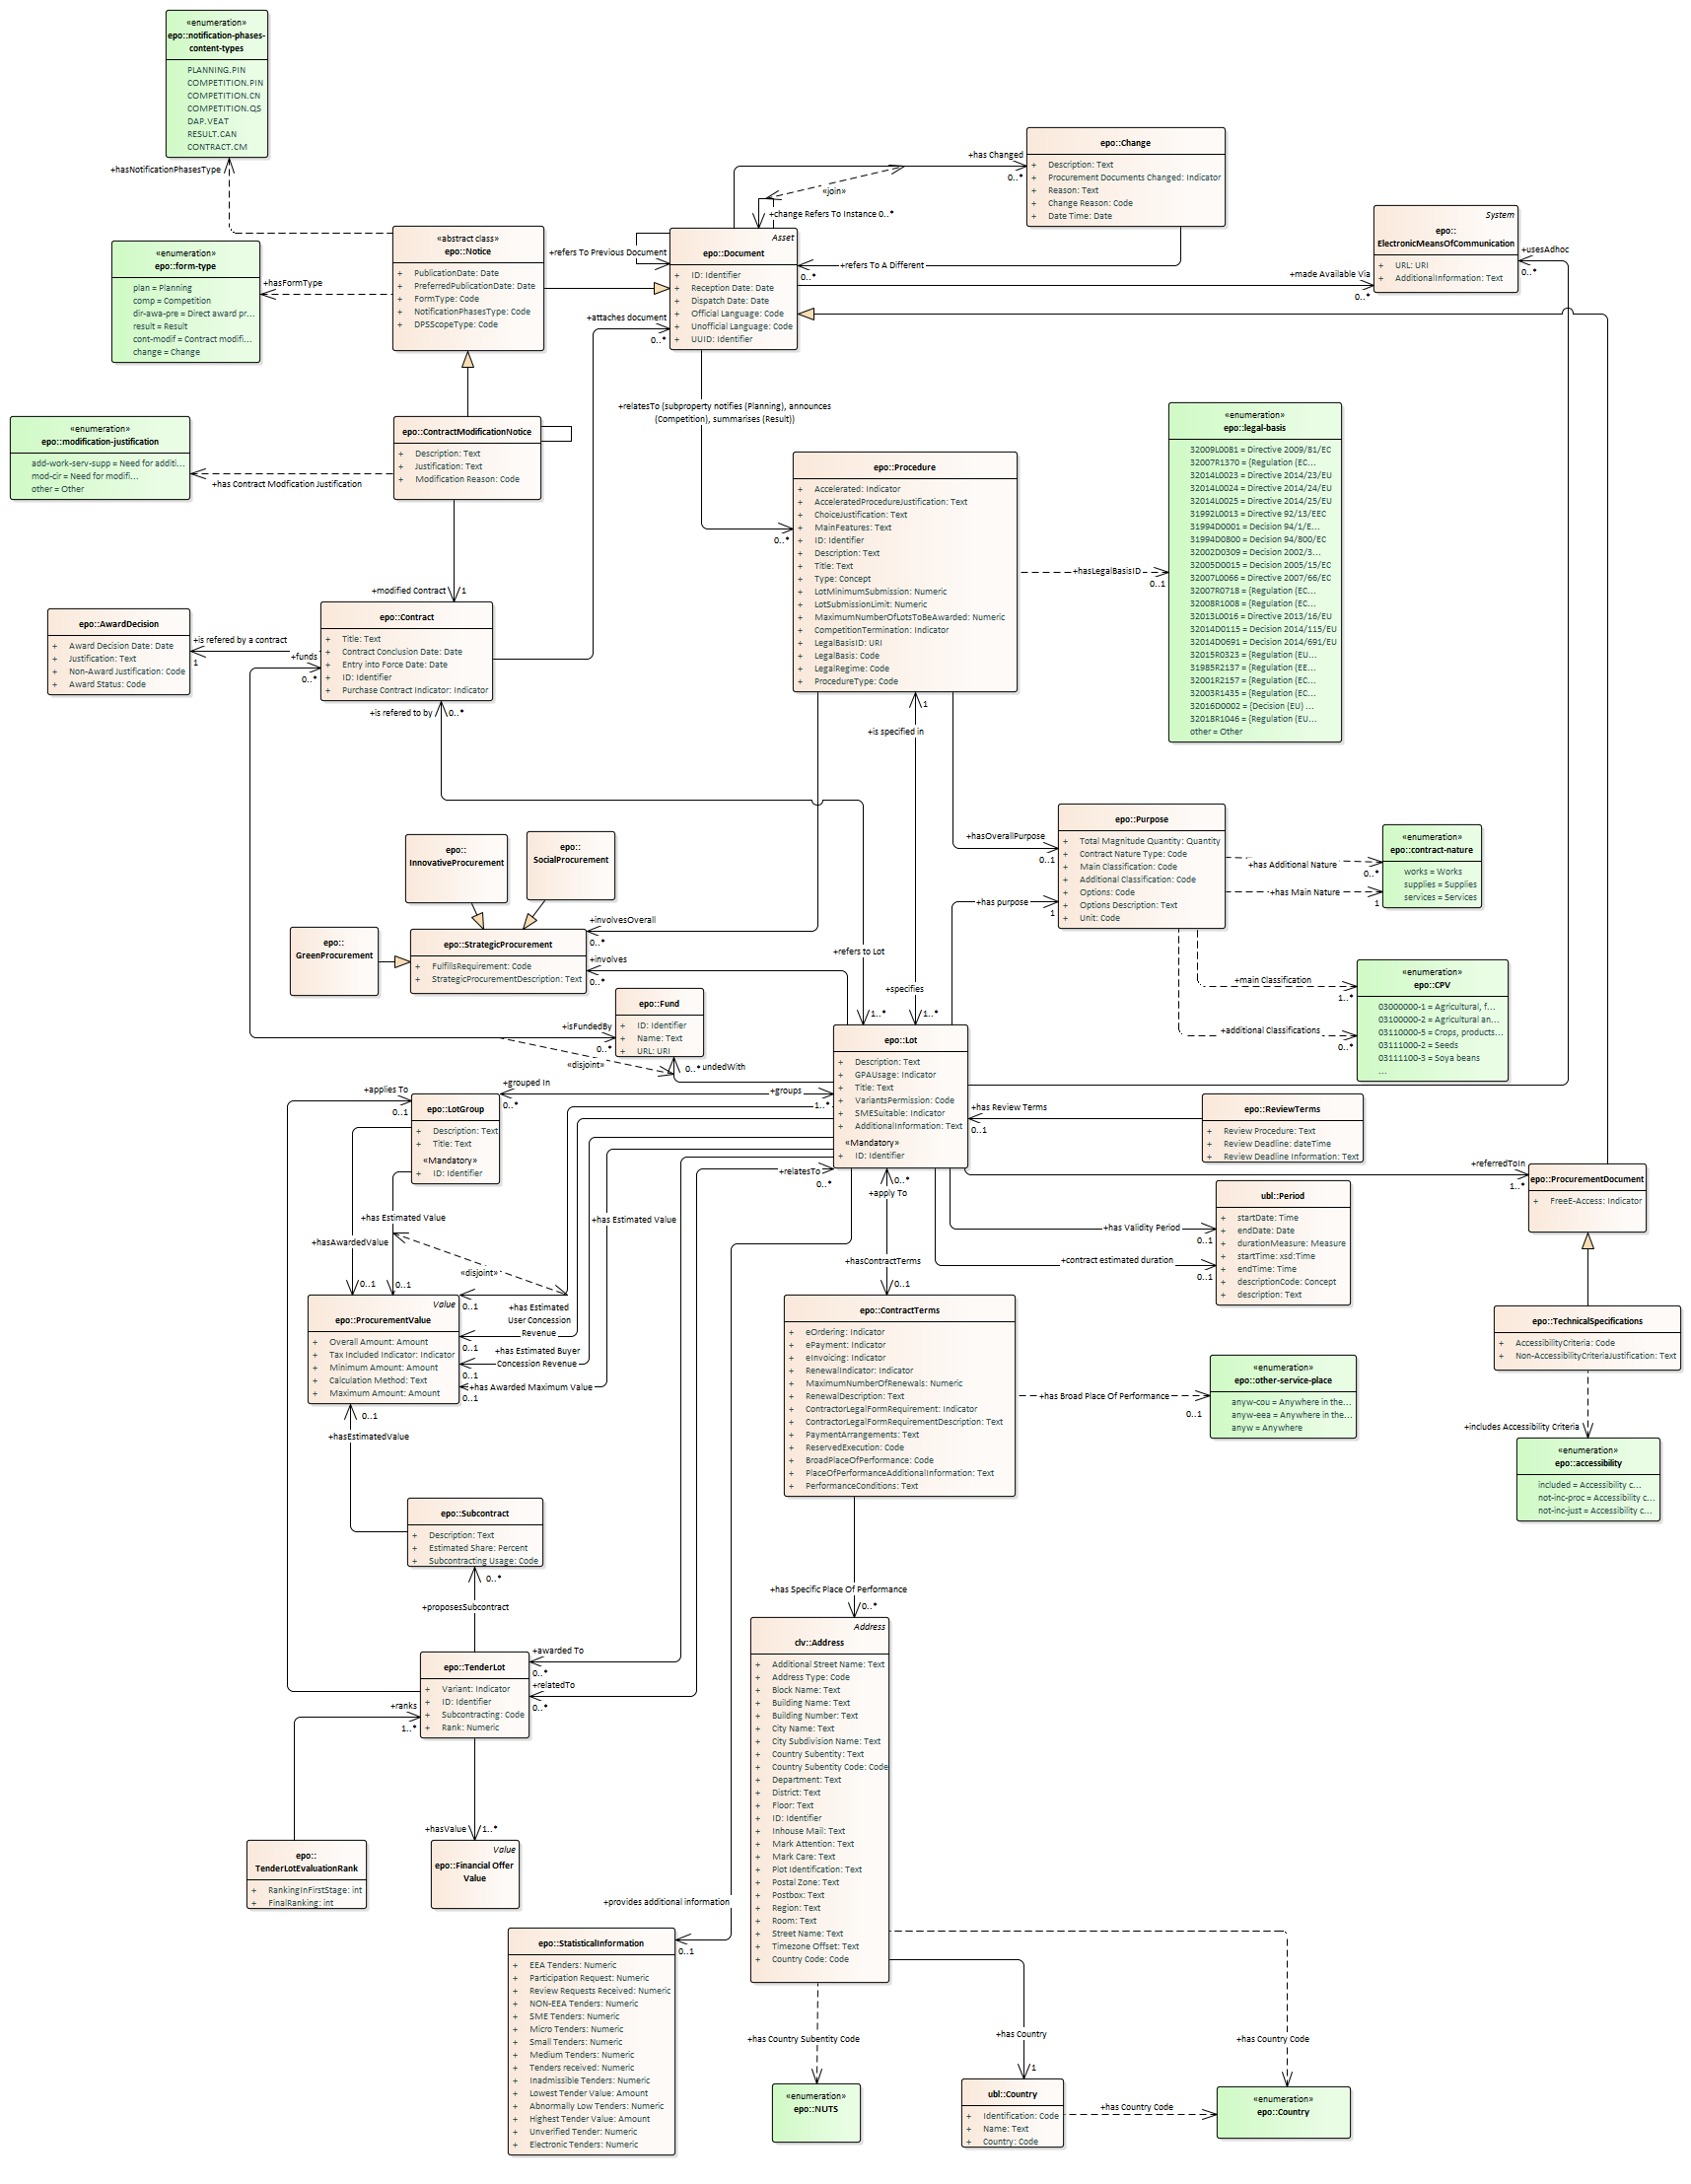 «enumeration»
epo::notification-phases-
content-types
PLANNING.PIN
COMPETITION.PIN
COMPETITION.CN
COMPETITION.QS
DAP.VEAT
RESULT.CAN
CONTRACT.CM
+hasNotificationPhasesType
«enumeration»
epo::form-type
plan = Planning
comp = Competition
dir-awa-pre = Direct award pr...
result = Result
cont-modif = Contract modifi...
change = Change
+hasFormType
«abstract class»
epo::Notice
+ PublicationDate: Date
+ PreferredPublicationDate: Date
+ FormType: Code
+ NotificationPhasesType: Code
+ DPSScopeType: Code
+refers To Previous Document
Asset
epo::Document
+ ID: Identifier
+ Reception Date: Date
+ Dispatch Date: Date
+ Official Language: Code
+ Unofficial Language: Code
+ UUID: Identifier
+has Changed
0..*
«join»
+change Refers To Instance 0..*
epo::Change
+ Description: Text
+ Procurement Documents Changed: Indicator
+ Reason: Text
+ Change Reason: Code
+ Date Time: Date
+refers To A Different
0..*
System
epo::
ElectronicMeansOfCommunication
+ URL: URI
+ AdditionalInformation: Text
+usesAdhoc
0..*
+made Available Via
0..*
+attaches document
0..*
+relatesTo (subproperty notifies (Planning), announces
(Competition), summarises (Result))
0..*
«enumeration»
epo::modification-justification
add-work-serv-supp = Need for additi...
mod-cir = Need for modifi...
other = Other
+has Contract Modfication Justification
epo::ContractModificationNotice
+ Description: Text
+ Justification: Text
+ Modification Reason: Code
+modified Contract
1
epo::Procedure
+ Accelerated: Indicator
+ AcceleratedProcedureJustification: Text
+ ChoiceJustification: Text
+ MainFeatures: Text
+ ID: Identifier
+ Description: Text
+ Title: Text
+ Type: Concept
+ LotMinimumSubmission: Numeric
+ LotSubmissionLimit: Numeric
+ MaximumNumberOfLotsToBeAwarded: Numeric
+ CompetitionTermination: Indicator
+ LegalBasisID: URI
+ LegalBasis: Code
+ LegalRegime: Code
+ ProcedureType: Code
+hasLegalBasisID
0..1
«enumeration»
epo::legal-basis
32009L0081 = Directive 2009/81/EC
32007R1370 = {Regulation (EC...
32014L0023 = Directive 2014/23/EU
32014L0024 = Directive 2014/24/EU
32014L0025 = Directive 2014/25/EU
31992L0013 = Directive 92/13/EEC
31994D0001 = Decision 94/1/E...
31994D0800 = Decision 94/800/EC
32002D0309 = Decision 2002/3...
32005D0015 = Decision 2005/15/EC
32007L0066 = Directive 2007/66/EC
32007R0718 = {Regulation (EC...
32008R1008 = {Regulation (EC...
32013L0016 = Directive 2013/16/EU
32014D0115 = Decision 2014/115/EU
32014D0691 = Decision 2014/691/EU
32015R0323 = {Regulation (EU...
31985R2137 = {Regulation (EE...
32001R2157 = {Regulation (EC...
32003R1435 = {Regulation (EC...
32016D0002 = {Decision (EU) ...
32018R1046 = {Regulation (EU...
other = Other
epo::AwardDecision
+ Award Decision Date: Date
+ Justification: Text
+ Non-Award Justification: Code
+ Award Status: Code
+is refered by a contract
1
+funds
0..*
epo::Contract
+ Title: Text
+ Contract Conclusion Date: Date
+ Entry into Force Date: Date
+ ID: Identifier
+ Purchase Contract Indicator: Indicator
+is refered to by
0..*
1
+is specified in
epo::
InnovativeProcurement
epo::
SocialProcurement
epo::
GreenProcurement
epo::StrategicProcurement
+ FulfillsRequirement: Code
+ StrategicProcurementDescription: Text
+involvesOverall
0..*
+involves
0..*
+refers to Lot
1..*
+specifies
1..*
+hasOverallPurpose
0..1
+has purpose
1
epo::Purpose
+ Total Magnitude Quantity: Quantity
+ Contract Nature Type: Code
+ Main Classification: Code
+ Additional Classification: Code
+ Options: Code
+ Options Description: Text
+ Unit: Code
+has Additional Nature
0..*
+has Main Nature
1
«enumeration»
epo::contract-nature
works = Works
supplies = Supplies
services = Services
+main Classification
1..*
+additional Classifications
0..*
«enumeration»
epo::CPV
03000000-1 = Agricultural, f...
03100000-2 = Agricultural an...
03110000-5 = Crops, products...
03111000-2 = Seeds
03111100-3 = Soya beans
...
epo::Fund
+ ID: Identifier
+ Name: Text
+ URL: URI
+isFundedBy
0..*
«disjoint»
0..* undedWith
epo::Lot
+ Description: Text
+ GPAUsage: Indicator
+ Title: Text
+ VariantsPermission: Code
+ SMESuitable: Indicator
+ AdditionalInformation: Text
«Mandatory»
+ ID: Identifier
+applies To
0..1
+grouped In
0..*
+groups
1..*
epo::LotGroup
+ Description: Text
+ Title: Text
«Mandatory»
+ ID: Identifier
+has Review Terms
0..1
epo::ReviewTerms
+ Review Procedure: Text
+ Review Deadline: dateTime
+ Review Deadline Information: Text
+referredToIn
1..*
epo::ProcurementDocument
+ FreeE-Access: Indicator
+relatesTo
0..*
0..*
+apply To
+hasContractTerms
0..1
+has Validity Period
0..1
+contract estimated duration
0..1
ubl::Period
+ startDate: Time
+ endDate: Date
+ durationMeasure: Measure
+ startTime: xsd:Time
+ endTime: Time
+ descriptionCode: Concept
+ description: Text
+has Estimated Value
+hasAwardedValue
0..1
0..1
«disjoint»
+has Estimated Value
0..1
+has Estimated
User Concession
Revenue
0..1
+has Estimated Buyer
Concession Revenue
0..1
+has Awarded Maximum Value
0..1
Value
epo::ProcurementValue
+ Overall Amount: Amount
+ Tax Included Indicator: Indicator
+ Minimum Amount: Amount
+ Calculation Method: Text
+ Maximum Amount: Amount
0..1
+hasEstimatedValue
epo::ContractTerms
+ eOrdering: Indicator
+ ePayment: Indicator
+ eInvoicing: Indicator
+ RenewalIndicator: Indicator
+ MaximumNumberOfRenewals: Numeric
+ RenewalDescription: Text
+ ContractorLegalFormRequirement: Indicator
+ ContractorLegalFormRequirementDescription: Text
+ PaymentArrangements: Text
+ ReservedExecution: Code
+ BroadPlaceOfPerformance: Code
+ PlaceOfPerformanceAdditionalInformation: Text
+ PerformanceConditions: Text
+has Broad Place Of Performance
0..1
«enumeration»
epo::other-service-place
anyw-cou = Anywhere in the...
anyw-eea = Anywhere in the...
anyw = Anywhere
epo::TechnicalSpecifications
+ AccessibilityCriteria: Code
+ Non-AccessibilityCriteriaJustification: Text
+includes Accessibility Criteria
«enumeration»
epo::accessibility
included = Accessibility c...
not-inc-proc = Accessibility c...
not-inc-just = Accessibility c...
epo::Subcontract
+ Description: Text
+ Estimated Share: Percent
+ Subcontracting Usage: Code
0..*
+proposesSubcontract
+has Specific Place Of Performance
0..*
epo::TenderLot
+ Variant: Indicator
+ ID: Identifier
+ Subcontracting: Code
+ Rank: Numeric
+awarded To
0..*
+relatedTo
0..*
+ranks
1..*
+hasValue
1..*
epo::
TenderLotEvaluationRank
+ RankingInFirstStage: int
+ FinalRanking: int
Value
epo::Financial Offer
Value
Address
clv::Address
+ Additional Street Name: Text
+ Address Type: Code
+ Block Name: Text
+ Building Name: Text
+ Building Number: Text
+ City Name: Text
+ City Subdivision Name: Text
+ Country Subentity: Text
+ Country Subentity Code: Code
+ Department: Text
+ District: Text
+ Floor: Text
+ ID: Identifier
+ Inhouse Mail: Text
+ Mark Attention: Text
+ Mark Care: Text
+ Plot Identification: Text
+ Postal Zone: Text
+ Postbox: Text
+ Region: Text
+ Room: Text
+ Street Name: Text
+ Timezone Offset: Text
+ Country Code: Code
+provides additional information
0..1
epo::StatisticalInformation
+ EEA Tenders: Numeric
+ Participation Request: Numeric
+ Review Requests Received: Numeric
+ NON-EEA Tenders: Numeric
+ SME Tenders: Numeric
+ Micro Tenders: Numeric
+ Small Tenders: Numeric
+ Medium Tenders: Numeric
+ Tenders received: Numeric
+ Inadmissible Tenders: Numeric
+ Lowest Tender Value: Amount
+ Abnormally Low Tenders: Numeric
+ Highest Tender Value: Amount
+ Unverified Tender: Numeric
+ Electronic Tenders: Numeric
+has Country Subentity Code
«enumeration»
epo::NUTS
+has Country
1
ubl::Country
+ Identification: Code
+ Name: Text
+ Country: Code
+has Country Code
+has Country Code
«enumeration»
epo::Country